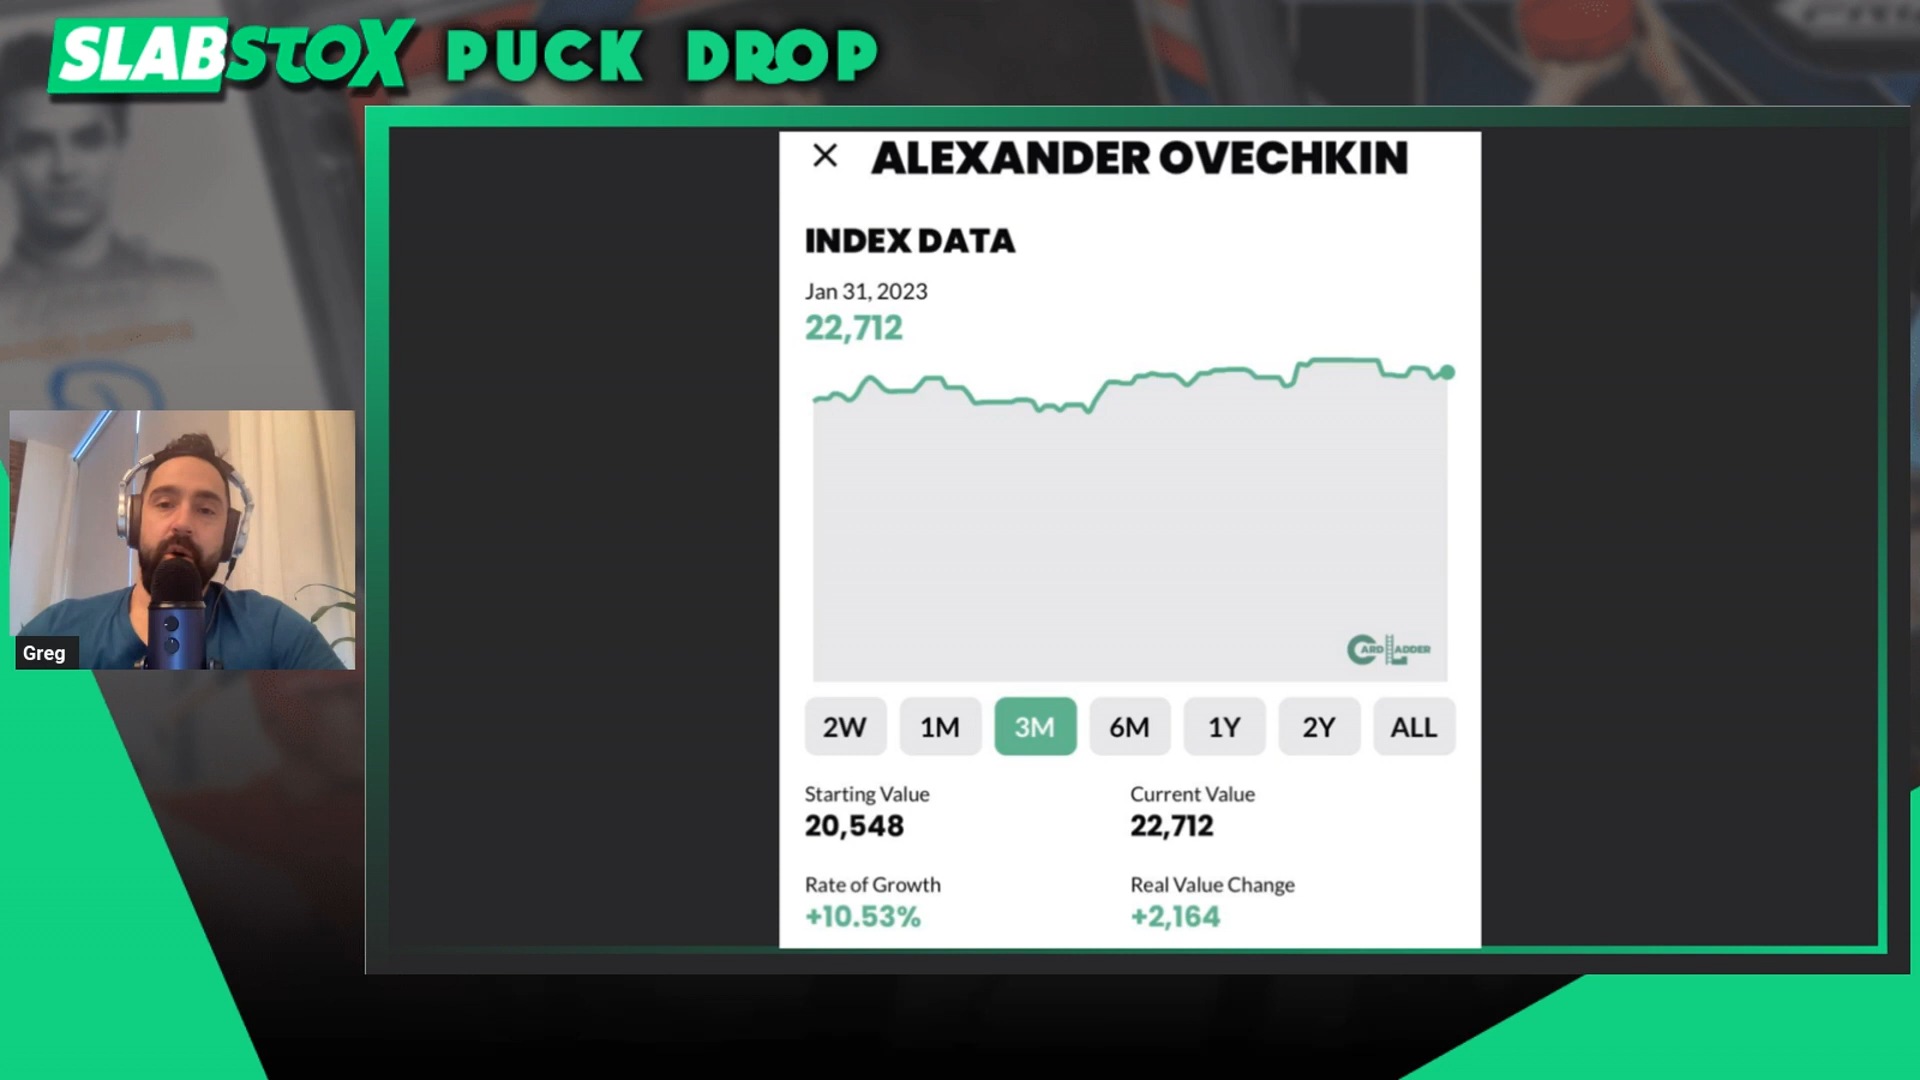 SLABSTOX PUCK DROP
× ALEXANDER OVECHKIN
INDEX DATA
Jan 31, 2023
22,712
CARD LADDER
2W 1M 3M 6M 1Y 2Y ALL
Starting Value Current Value
20,548 22,712
Rate of Growth Real Value Change
+10.53% +2,164
Greg